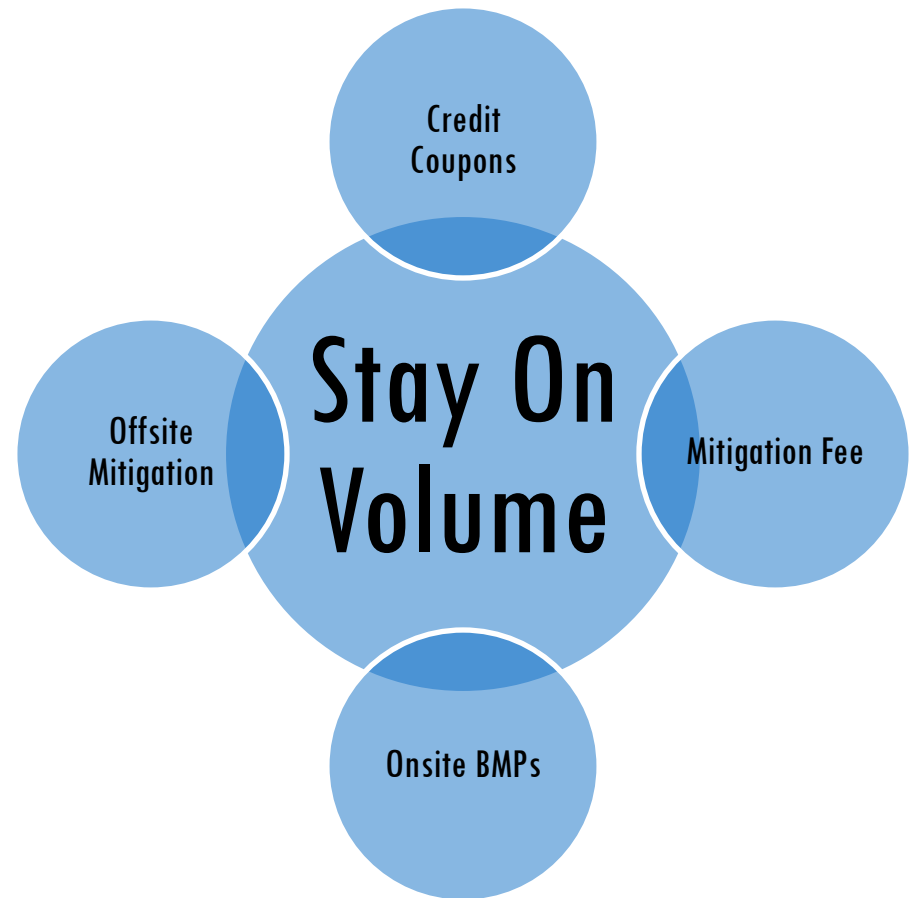 Credit
Coupons
Stay On
Volume
Offsite
Mitigation
Mitigation Fee
Onsite BMPs